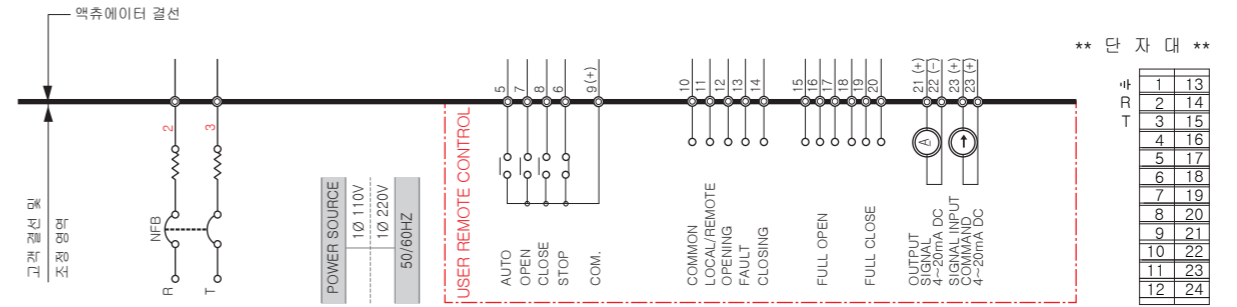 액츄에이터 결선
** 단 자 대 **
5
7
8
6
9(+)
10
11
12
13
14
15
16
17
18
19
20
21 (+)
22 (-)
23 (+)
23 (+)
1 13
R 2 14
T 3 15
4 16
5 17
6 18
7 19
8 20
9 21
10 22
11 23
12 24
2
3
고객 결선 및
조정 영역
NFB
R
T
POWER SOURCE
1Ø 110V
1Ø 220V
50/60HZ
USER REMOTE CONTROL
AUTO
OPEN
CLOSE
STOP
COM.
COMMON
LOCAL/REMOTE
OPENING
FAULT
CLOSING
FULL OPEN
FULL CLOSE
OUTPUT
SIGNAL
4~20mA DC
SIGNAL INPUT
COMMAND
4~20mA DC